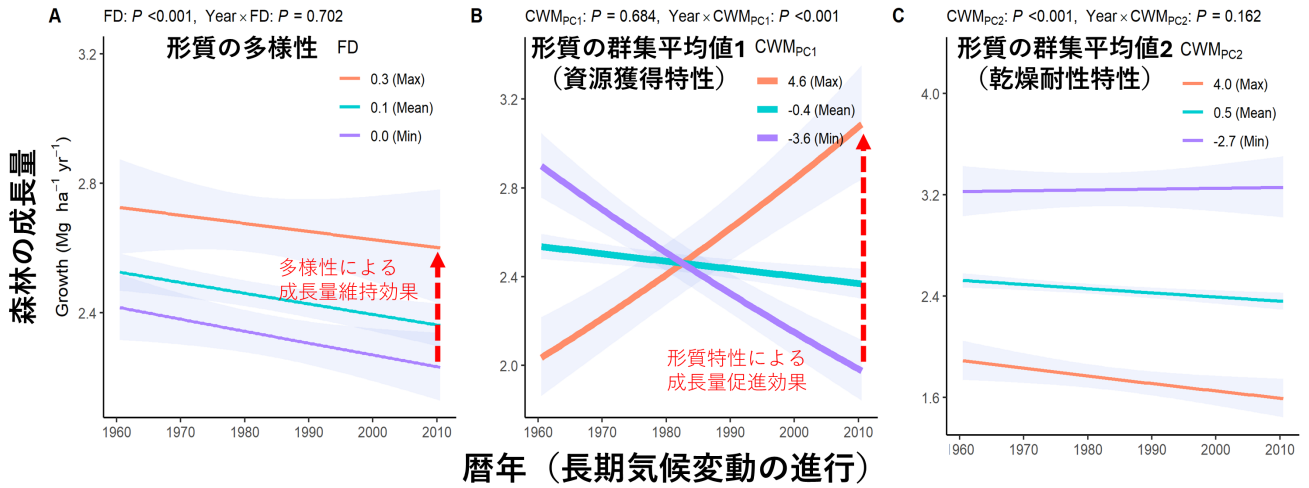 A
FD: P <0.001, Year×FD: P = 0.702
形質の多様性 FD
0.3 (Max)
0.1 (Mean)
0.0 (Min)
多様性による
成長量維持効果
森林の成長量
Growth (Mg ha⁻¹ yr⁻¹)
3.2
2.8
2.4
1960 1970 1980 1990 2000 2010
B
CWMPC1: P = 0.684, Year×CWMPC1: P <0.001
形質の群集平均値1 CWMPC1
（資源獲得特性）
4.6 (Max)
-0.4 (Mean)
-3.6 (Min)
形質特性による
成長量促進効果
3.2
2.8
2.4
2.0
1960 1970 1980 1990 2000 2010
C
CWMPC2: P <0.001, Year×CWMPC2: P = 0.162
形質の群集平均値2 CWMPC2
（乾燥耐性特性）
4.0 (Max)
0.5 (Mean)
-2.7 (Min)
4.0
3.2
2.4
1.6
1960 1970 1980 1990 2000 2010
暦年（長期気候変動の進行）